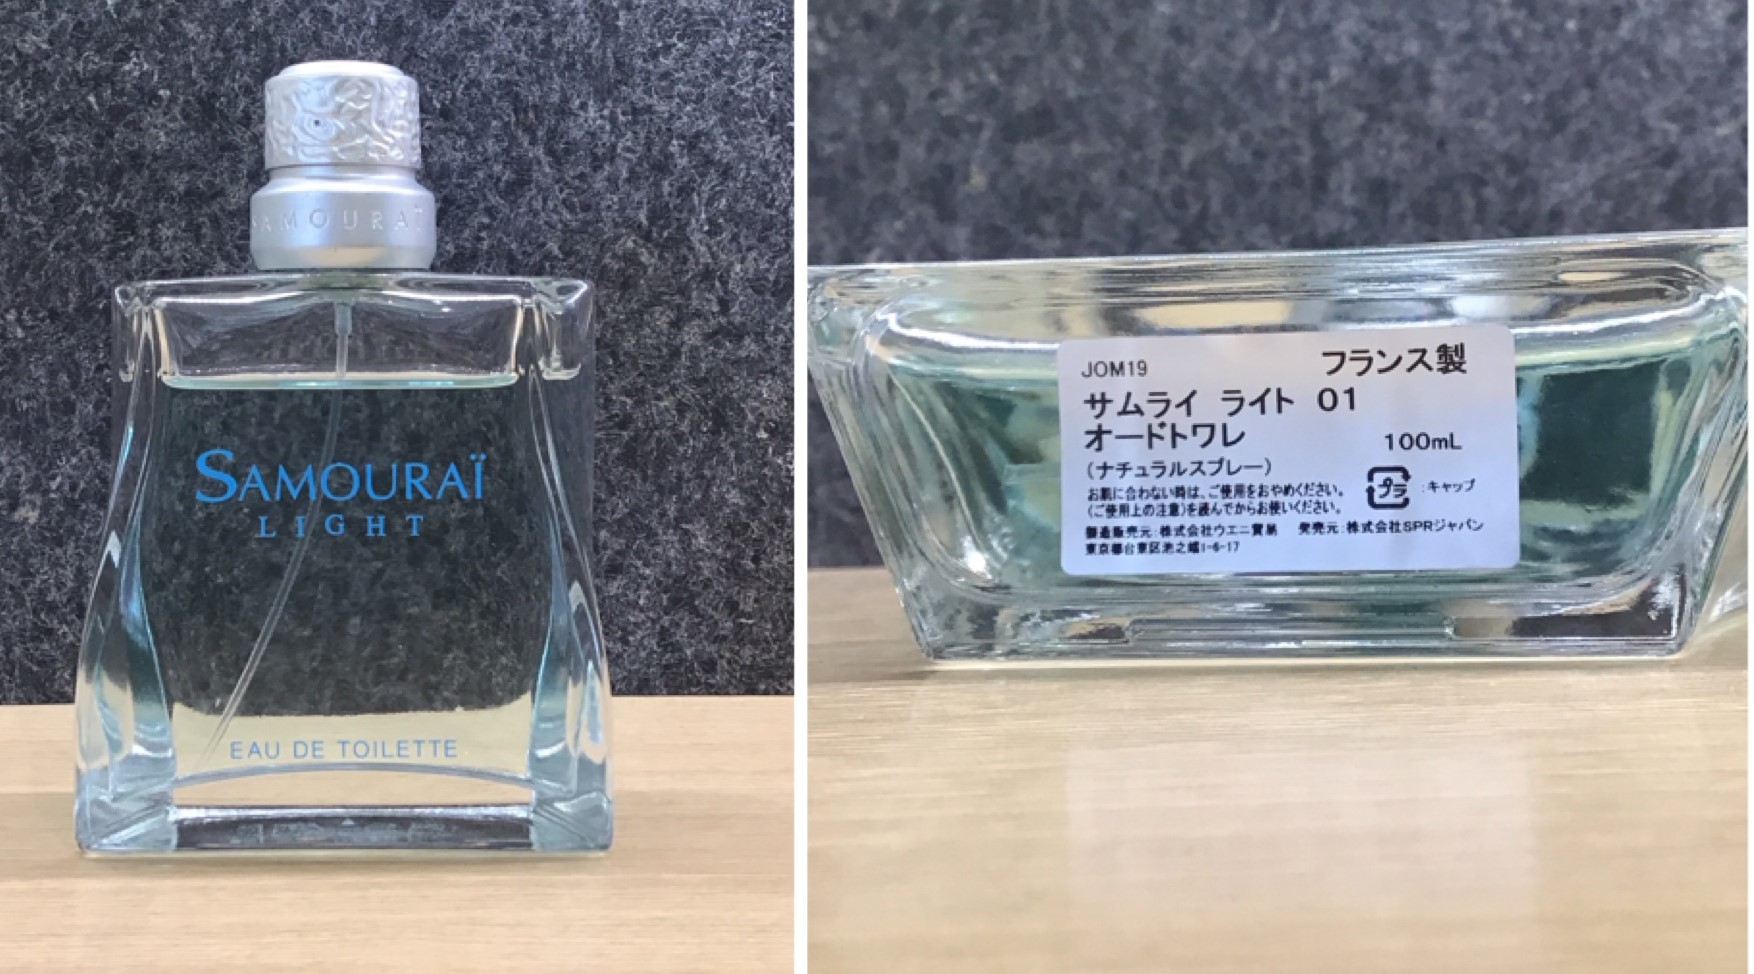 SAMOURAÏ
SAMOURAÏ
LIGHT
EAU DE TOILETTE
JOM19 フランス製
サムライ ライト 01
オードトワレ 100mL
(ナチュラルスプレー)
お肌に合わない時は、ご使用をおやめください。
(ご使用上の注意)を読んでからお使いください。
プラ :キャップ
製造販売元:株式会社ウエニ貿易 発売元:株式会社SPRジャパン
東京都台東区池之端1-6-17